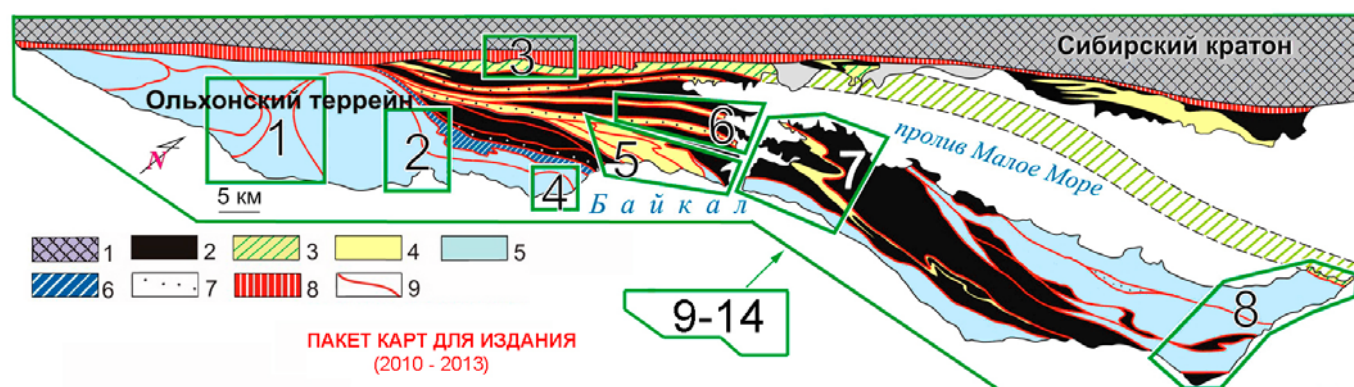 Сибирский кратон
3
Ольхонский террейн
1
2
6
5
7
4
пролив Малое Море
N
5 км
Байкал
8
9-14
1
2
3
4
5
6
7
8
9
ПАКЕТ КАРТ ДЛЯ ИЗДАНИЯ
(2010 - 2013)